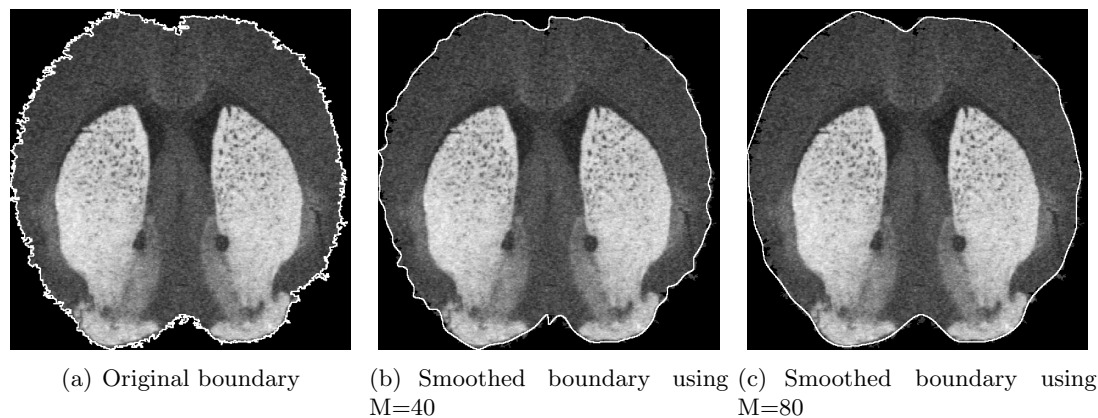 (a) Original boundary
(b) Smoothed boundary using
M=40
(c) Smoothed boundary using
M=80